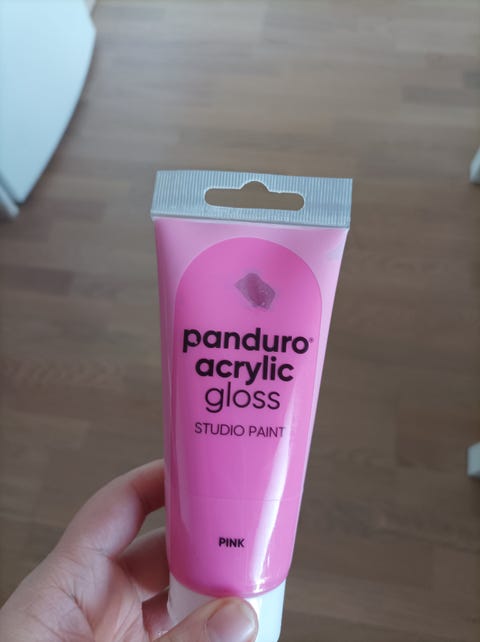 panduro®
acrylic
gloss
STUDIO PAINT
PINK